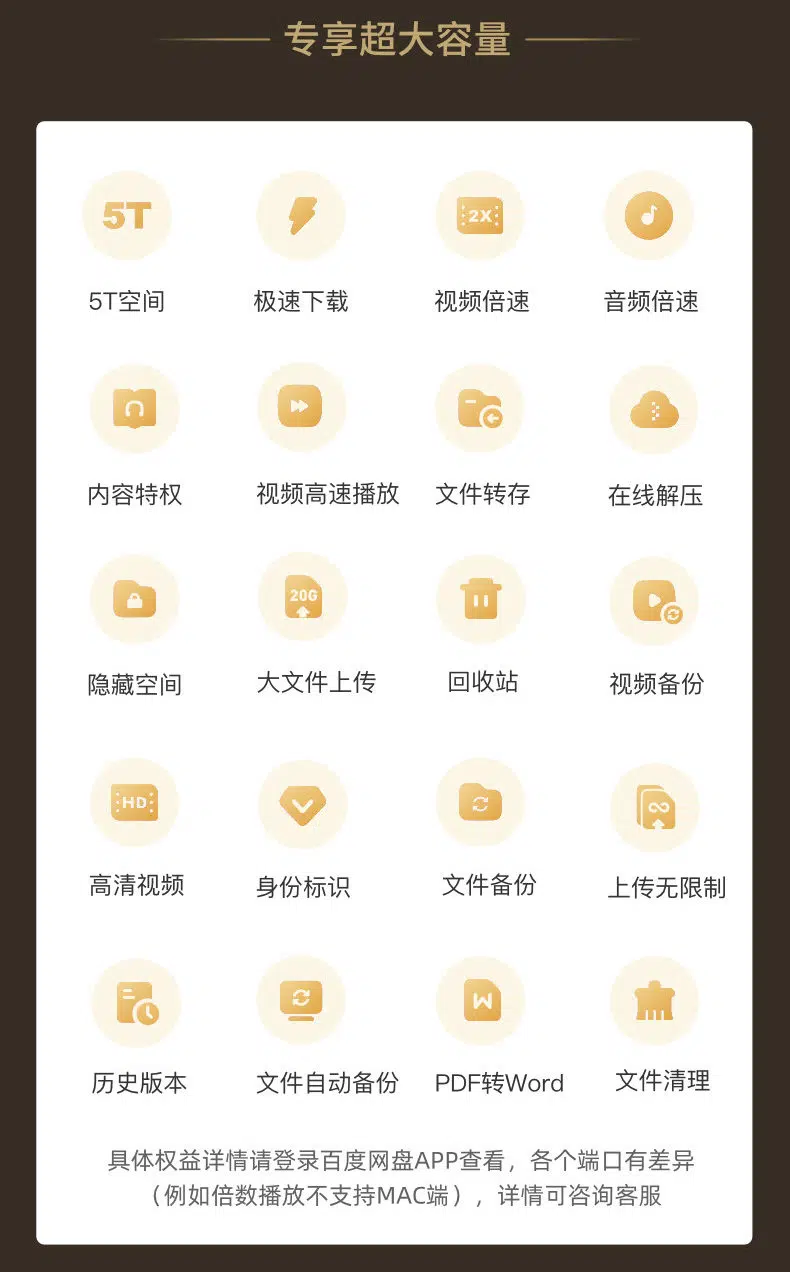 专享超大容量
5T
2X
5T空间
极速下载
视频倍速
音频倍速
内容特权
视频高速播放
文件转存
在线解压
20G
隐藏空间
大文件上传
回收站
视频备份
HD
高清视频
身份标识
文件备份
上传无限制
W
历史版本
文件自动备份
PDF转Word
文件清理
具体权益详情请登录百度网盘APP查看，各个端口有差异
（例如倍数播放不支持MAC端），详情可咨询客服